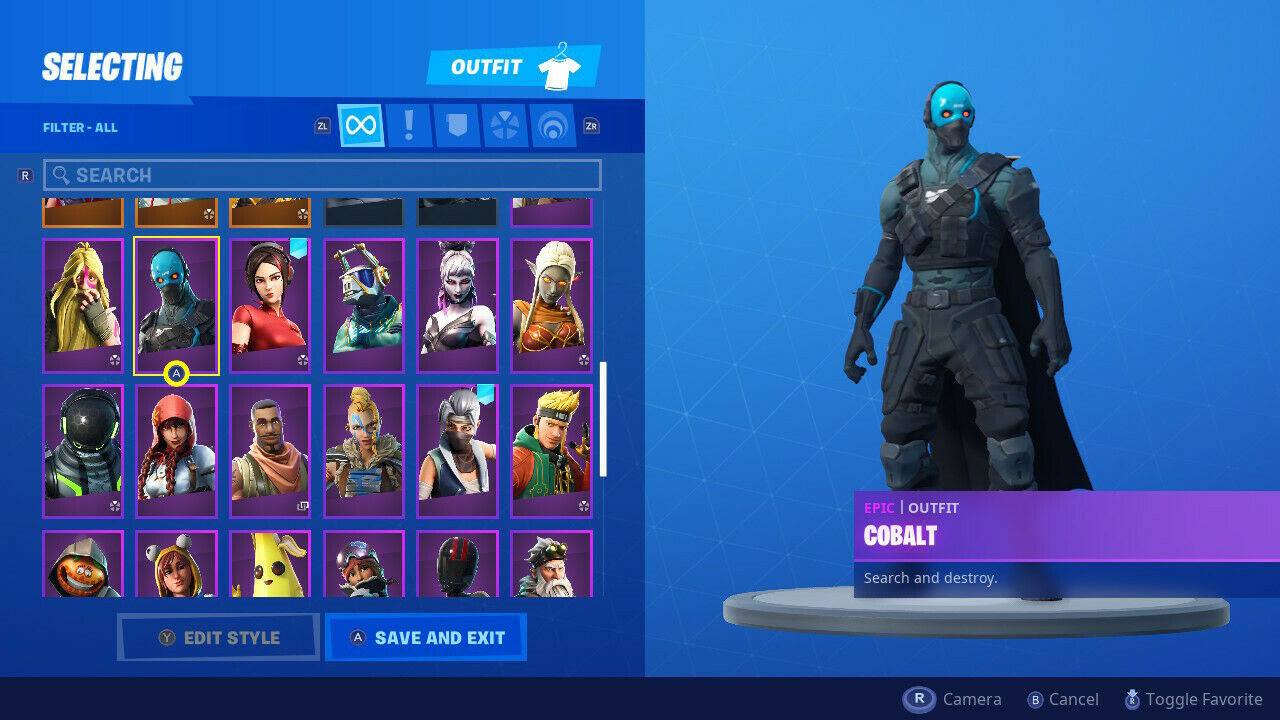 SELECTING
OUTFIT
FILTER - ALL
ZL
ZR
R
SEARCH
A
EPIC | OUTFIT
COBALT
Search and destroy.
Y EDIT STYLE
A SAVE AND EXIT
R Camera
B Cancel
R Toggle Favorite